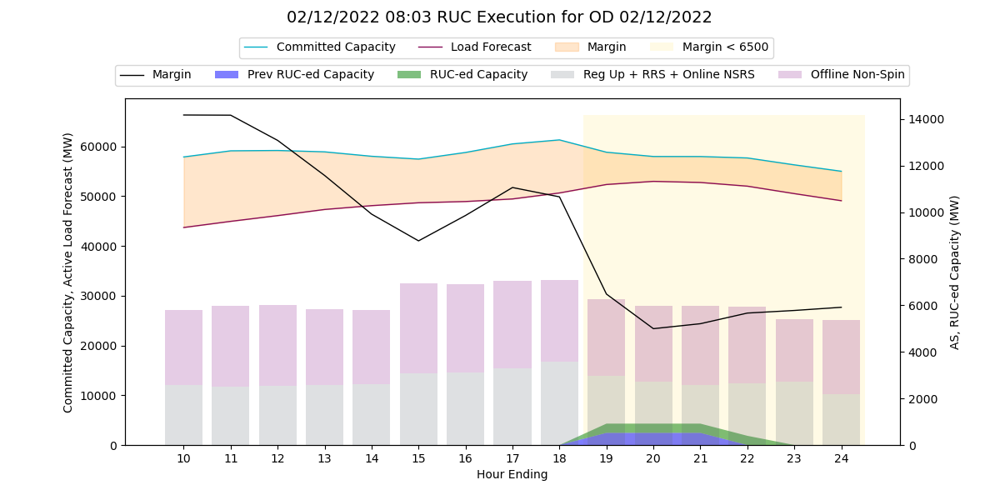 02/12/2022 08:03 RUC Execution for OD 02/12/2022
Committed Capacity Load Forecast Margin Margin < 6500
Margin Prev RUC-ed Capacity RUC-ed Capacity Reg Up + RRS + Online NSRS Offline Non-Spin
Committed Capacity, Active Load Forecast (MW)
60000
50000
40000
30000
20000
10000
0
14000
12000
10000
8000
6000
4000
2000
0
AS, RUC-ed Capacity (MW)
10 11 12 13 14 15 16 17 18 19 20 21 22 23 24
Hour Ending